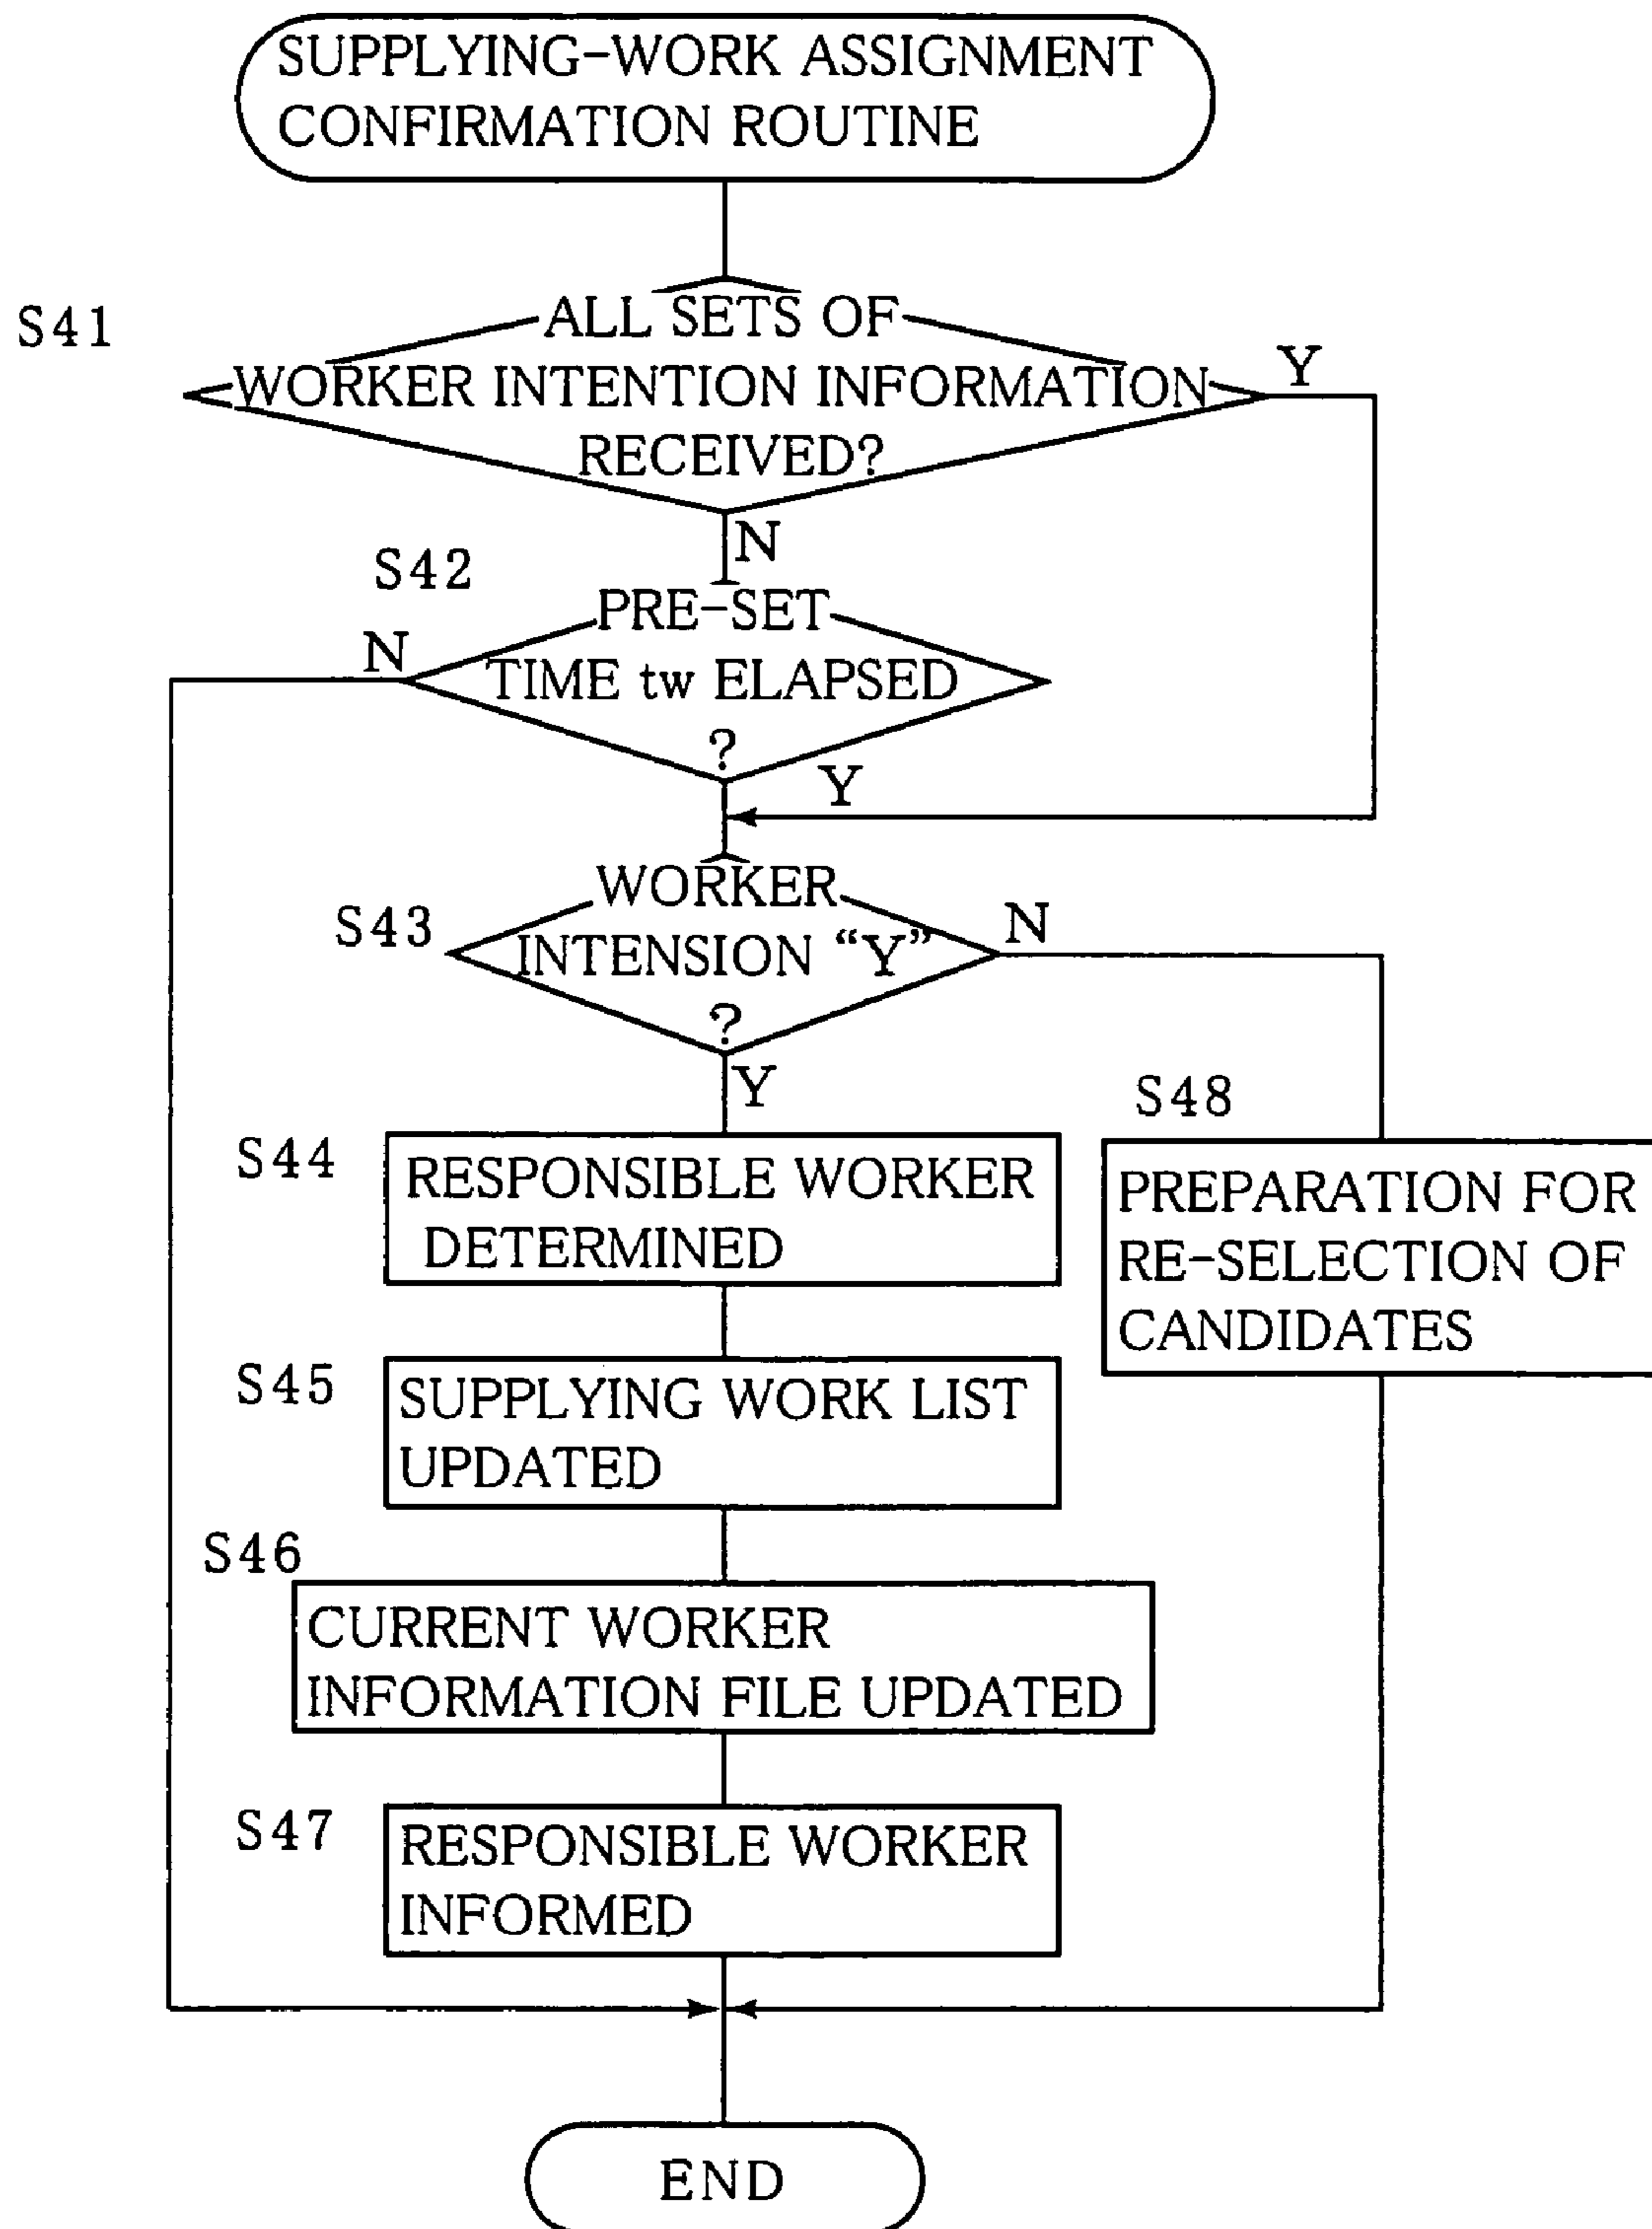 SUPPLYING-WORK ASSIGNMENT
CONFIRMATION ROUTINE
S41
ALL SETS OF
WORKER INTENTION INFORMATION
RECEIVED?
Y
N
S42
PRE-SET
TIME tw ELAPSED
?
N
Y
S43
WORKER
INTENSION “Y”
?
N
Y
S44
RESPONSIBLE WORKER
DETERMINED
S48
PREPARATION FOR
RE-SELECTION OF
CANDIDATES
S45
SUPPLYING WORK LIST
UPDATED
S46
CURRENT WORKER
INFORMATION FILE UPDATED
S47
RESPONSIBLE WORKER
INFORMED
END